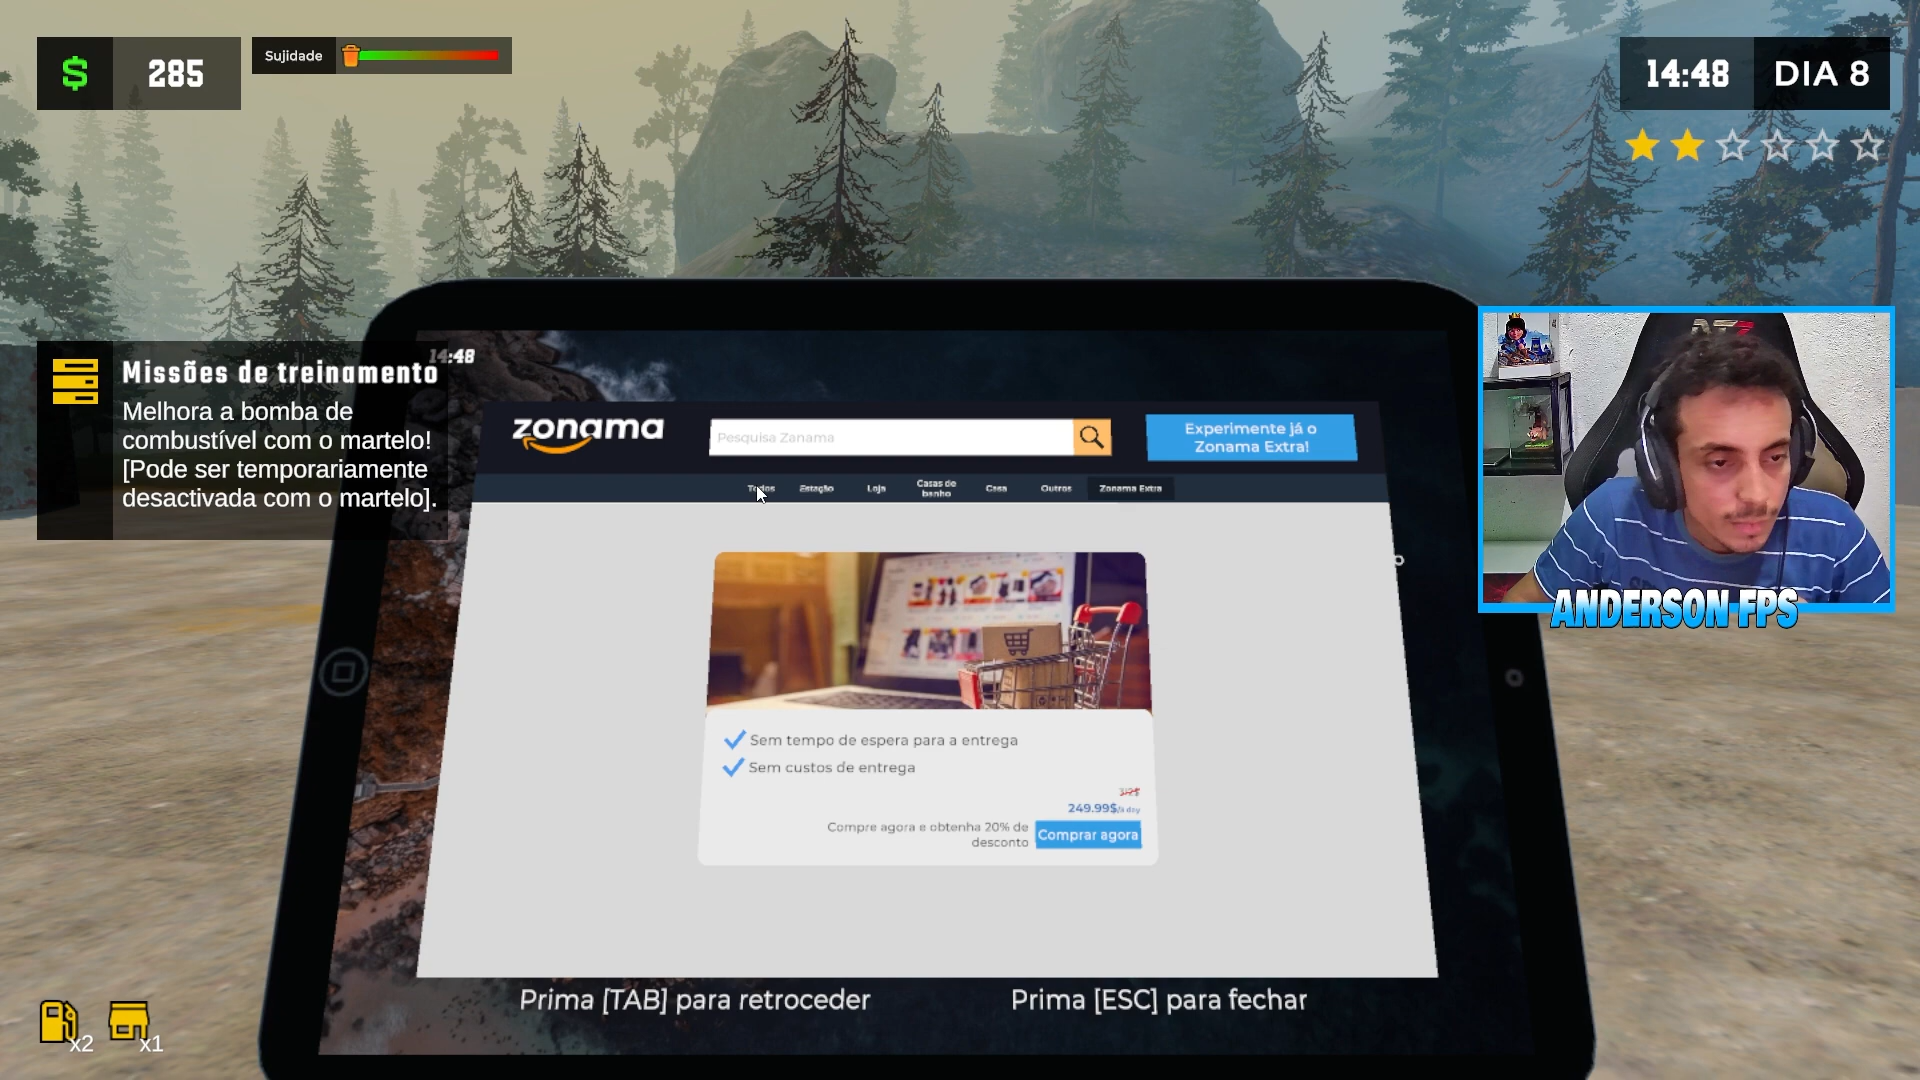 $ 285
Sujidade
14:48 DIA 8
14:48
Missões de treinamento
Melhora a bomba de
combustível com o martelo!
[Pode ser temporariamente
desactivada com o martelo].
zonama
Pesquisa Zanama
Experimente já o
Zonama Extra!
Todos Estação Loja Casas de banho Casa Outros Zonama Extra
Sem tempo de espera para a entrega
Sem custos de entrega
312$
249.99$
Compre agora e obtenha 20% de
desconto
Comprar agora
ANDERSON FPS
Prima [TAB] para retroceder
Prima [ESC] para fechar
x2 x1